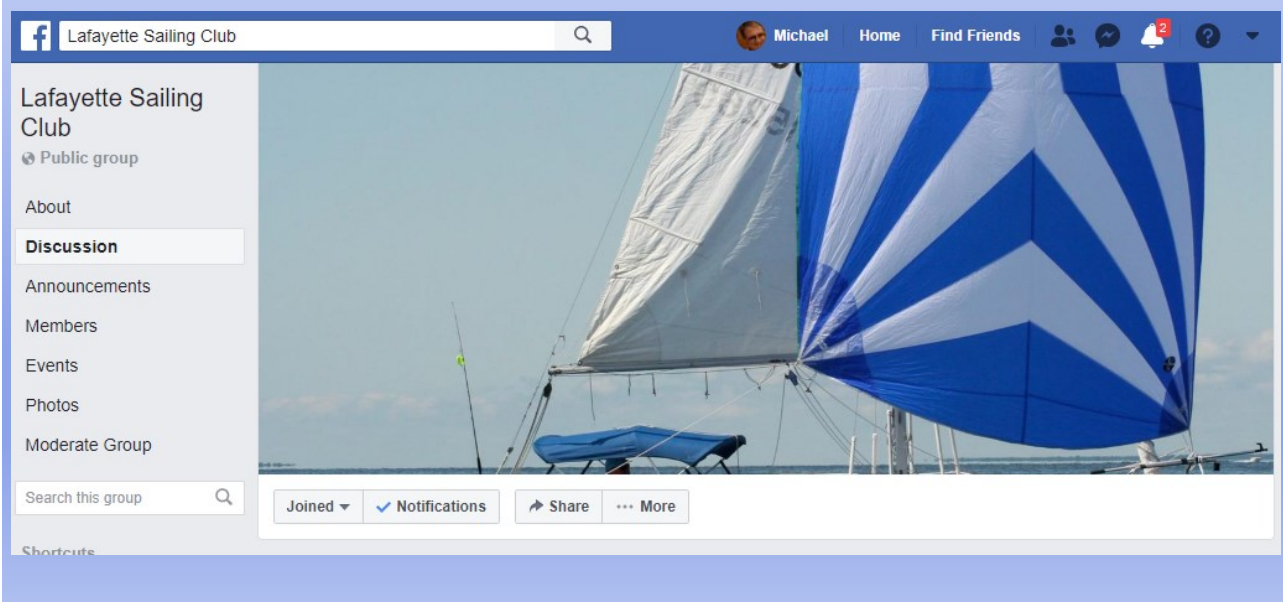 f
Lafayette Sailing Club
Michael
Home
Find Friends
2
?
Lafayette Sailing Club
Public group
About
Discussion
Announcements
Members
Events
Photos
Moderate Group
Search this group
Joined
Notifications
Share
More
Shortcuts